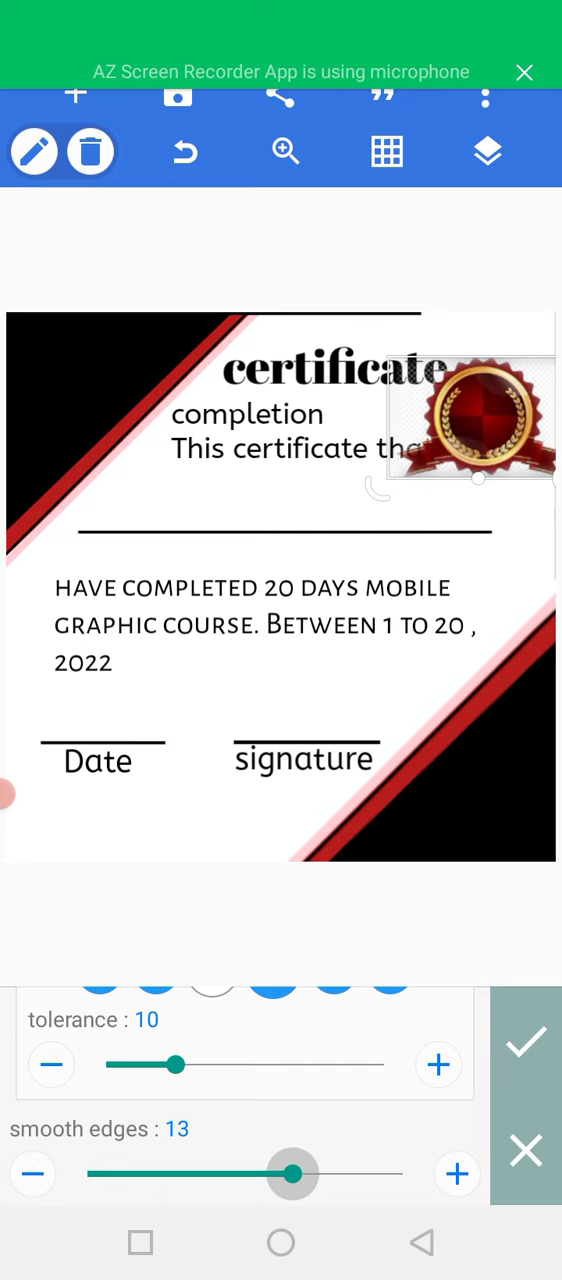 AZ Screen Recorder App is using microphone
certificate
completion
This certificate tha
HAVE COMPLETED 20 DAYS MOBILE
GRAPHIC COURSE. BETWEEN 1 TO 20 ,
2022
Date
signature
tolerance : 10
smooth edges : 13